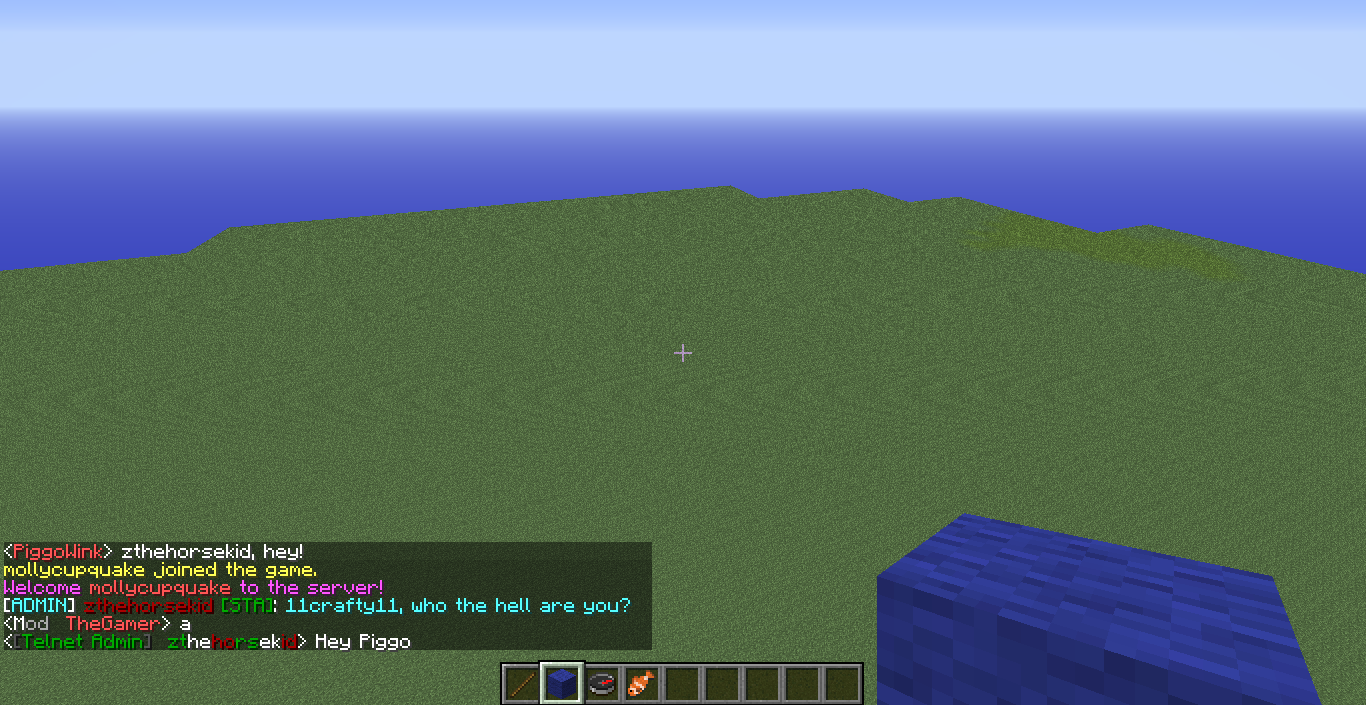 <PiggoWink> zthehorsekid, hey!
mollycupquake joined the game.
Welcome mollycupquake to the server!
[ADMIN] zthehorsekid [STA]: 11crafty11, who the hell are you?
<Mod TheGamer> a
<[Telnet Admin] zthehorsekid> Hey Piggo